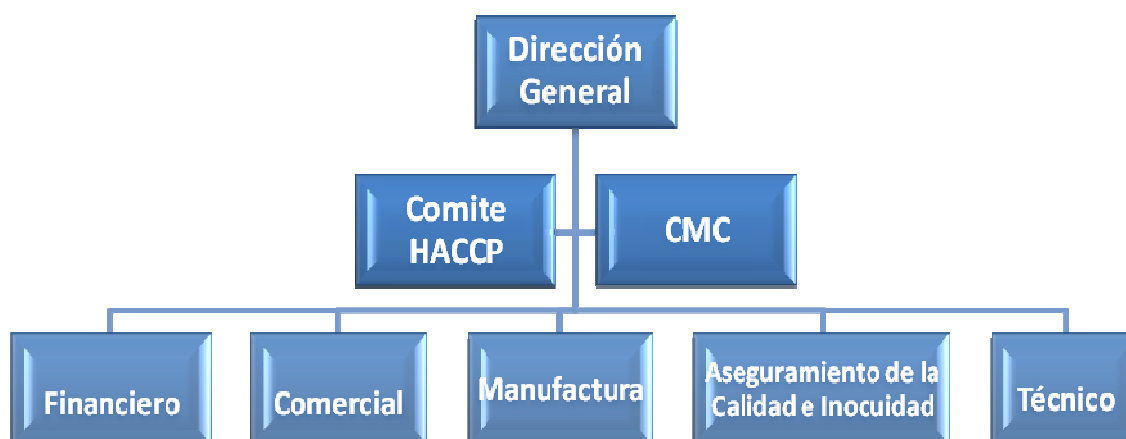 Dirección
General
Comite
HACCP
CMC
Financiero
Comercial
Manufactura
Aseguramiento de la
Calidad e Inocuidad
Técnico